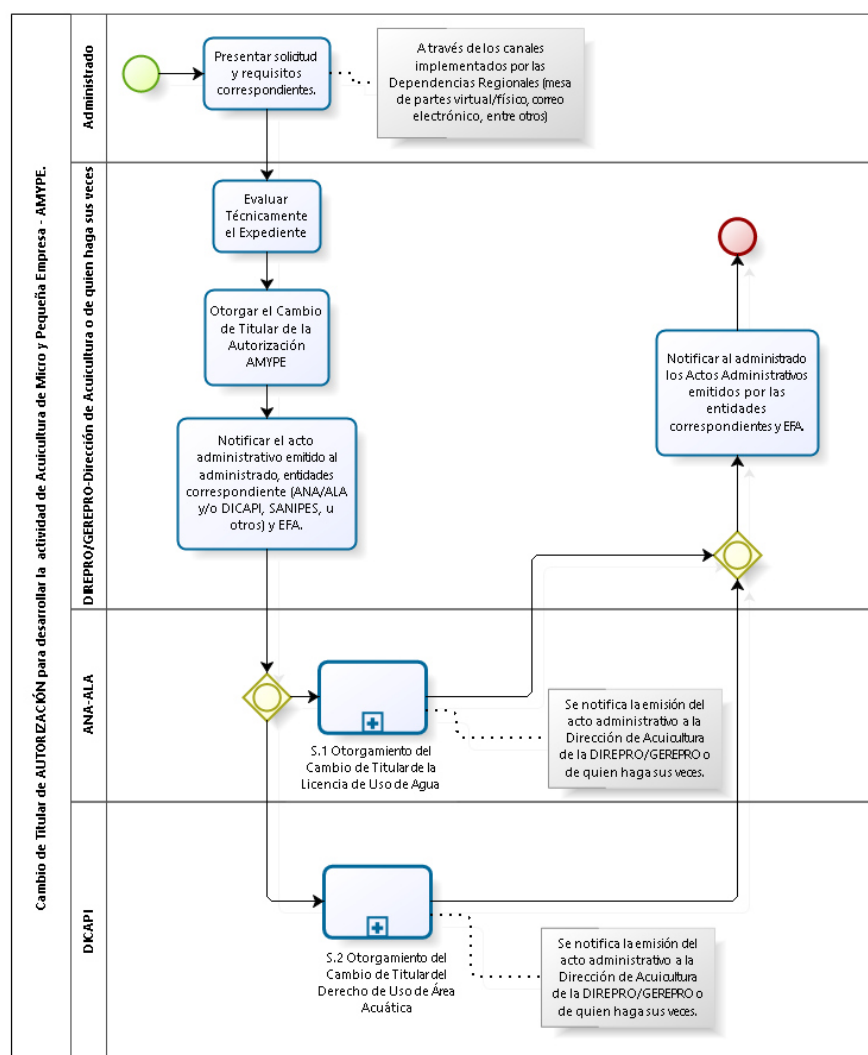 Cambio de Titular de AUTORIZACIÓN para desarrollar la actividad de Acuicultura de Micro y Pequeña Empresa - AMYPE.
Administrado
Presentar solicitud
y requisitos
correspondientes.
A través de los canales
implementados por las
Dependencias Regionales (mesa
de partes virtual/físico, correo
electrónico, entre otros)
DIREPRO/GEREPRO-Dirección de Acuicultura o de quien haga sus veces
Evaluar
Técnicamente
el Expediente
Otorgar el Cambio
de Titular de la
Autorización
AMYPE
Notificar el acto
administrativo emitido al
administrado, entidades
correspondiente (ANA/ALA
y/o DICAPI, SANIPES, u
otros) y EFA.
Notificar al administrado
los Actos Administrativos
emitidos por las
entidades
correspondientes y EFA.
ANA-ALA
S.1 Otorgamiento del
Cambio de Titular de la
Licencia de Uso de Agua
Se notifica la emisión del
acto administrativo a la
Dirección de Acuicultura
de la DIREPRO/GEREPRO o
de quien haga sus veces.
DICAPI
S.2 Otorgamiento del
Cambio de Titular del
Derecho de Uso de Área
Acuática
Se notifica la emisión del
acto administrativo a la
Dirección de Acuicultura
de la DIREPRO/GEREPRO o
de quien haga sus veces.